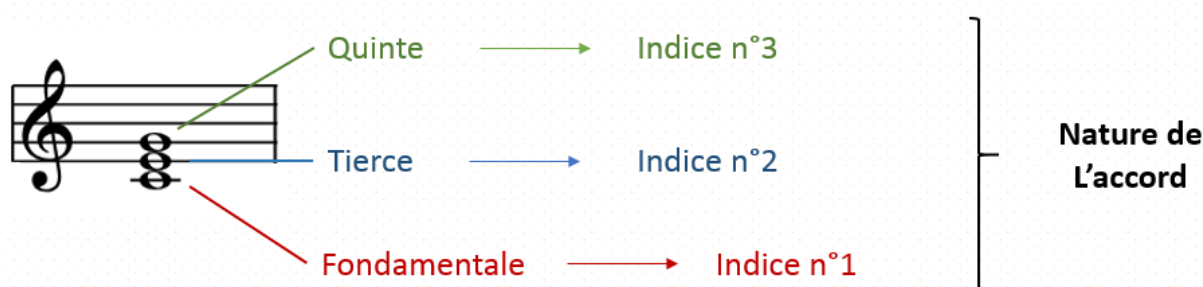 Quinte Indice n°3
Tierce Indice n°2
Fondamentale Indice n°1
Nature de
L’accord